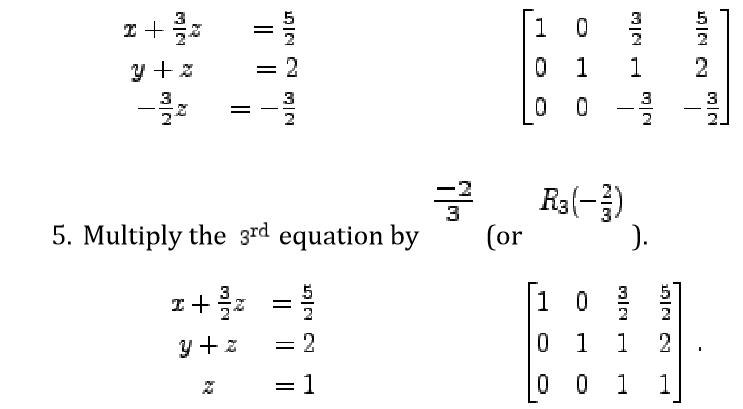 x + 3/2 z = 5/2    [1 0 3/2 5/2]
y + z = 2    [0 1 1 2]
-3/2 z = -3/2    [0 0 -3/2 -3/2]
5. Multiply the 3rd equation by -2/3 (or R₃(-2/3) ).
x + 3/2 z = 5/2    [1 0 3/2 5/2]
y + z = 2    [0 1 1 2] .
z = 1    [0 0 1 1]